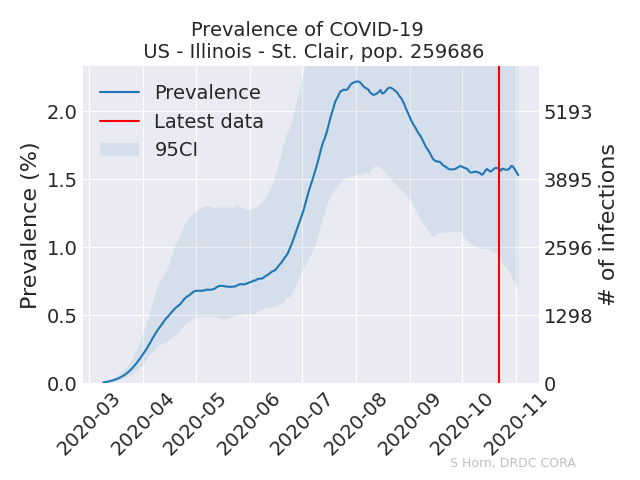 Prevalence of COVID-19
US - Illinois - St. Clair, pop. 259686
Prevalence
Latest data
95CI
Prevalence (%)
2.0
1.5
1.0
0.5
0.0
# of infections
5193
3895
2596
1298
0
2020-03
2020-04
2020-05
2020-06
2020-07
2020-08
2020-09
2020-10
2020-11
S Horn, DRDC CORA